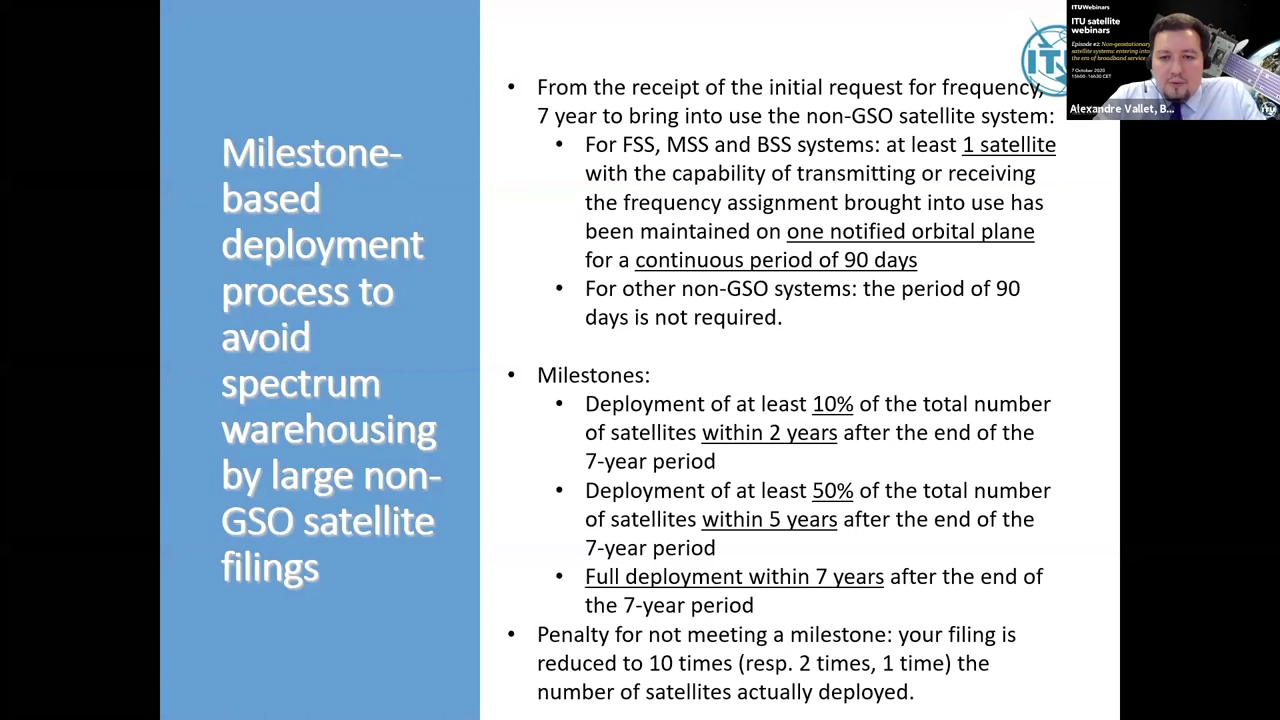 Milestone-
based
deployment
process to
avoid
spectrum
warehousing
by large non-
GSO satellite
filings
• From the receipt of the initial request for frequency,
7 year to bring into use the non-GSO satellite system:
• For FSS, MSS and BSS systems: at least 1 satellite
with the capability of transmitting or receiving
the frequency assignment brought into use has
been maintained on one notified orbital plane
for a continuous period of 90 days
• For other non-GSO systems: the period of 90
days is not required.
• Milestones:
• Deployment of at least 10% of the total number
of satellites within 2 years after the end of the
7-year period
• Deployment of at least 50% of the total number
of satellites within 5 years after the end of the
7-year period
• Full deployment within 7 years after the end of
the 7-year period
• Penalty for not meeting a milestone: your filing is
reduced to 10 times (resp. 2 times, 1 time) the
number of satellites actually deployed.
ITU
ITUWebinars
ITU satellite
webinars
Episode #2: Non-geostationary
satellite systems: entering into
the era of broadband service
7 October 2020
15h00 - 16h30 CET
Alexandre Vallet, B...
ITU